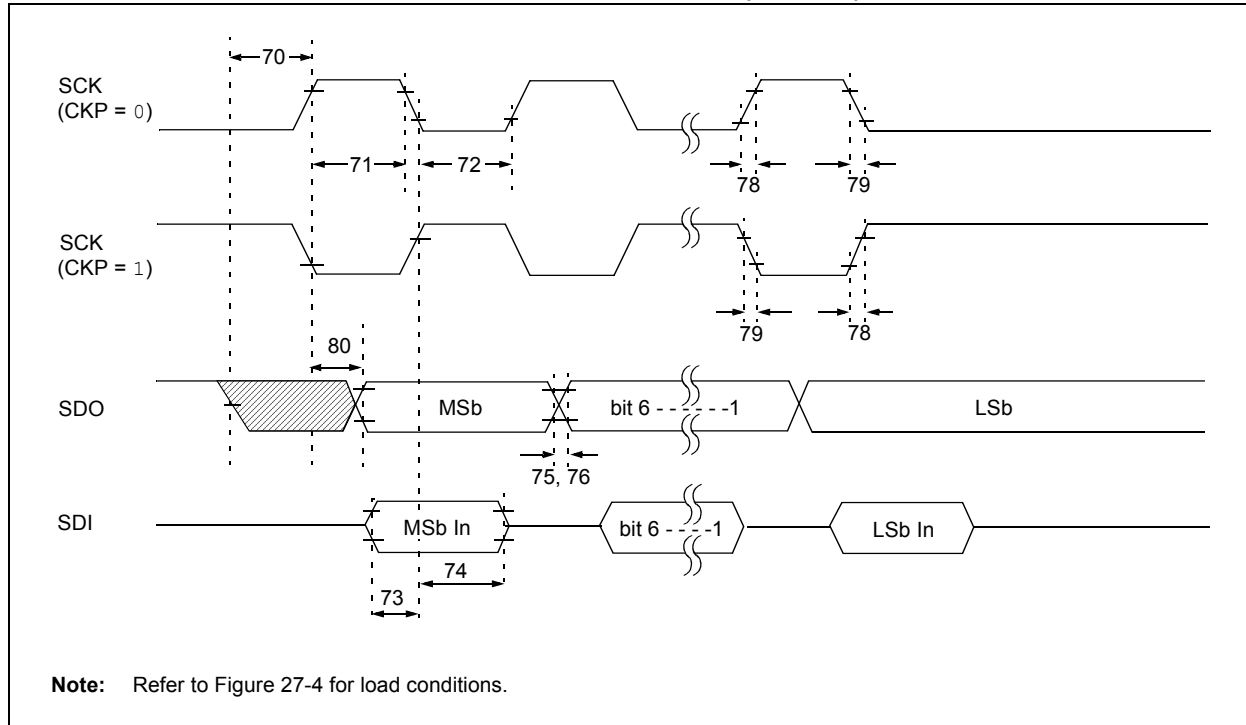 70
SCK
(CKP = 0)
71
72
78
79
SCK
(CKP = 1)
79
78
80
SDO
MSb
bit 6 - - - - - -1
LSb
75, 76
SDI
MSb In
bit 6 - - - -1
LSb In
74
73
Note: Refer to Figure 27-4 for load conditions.